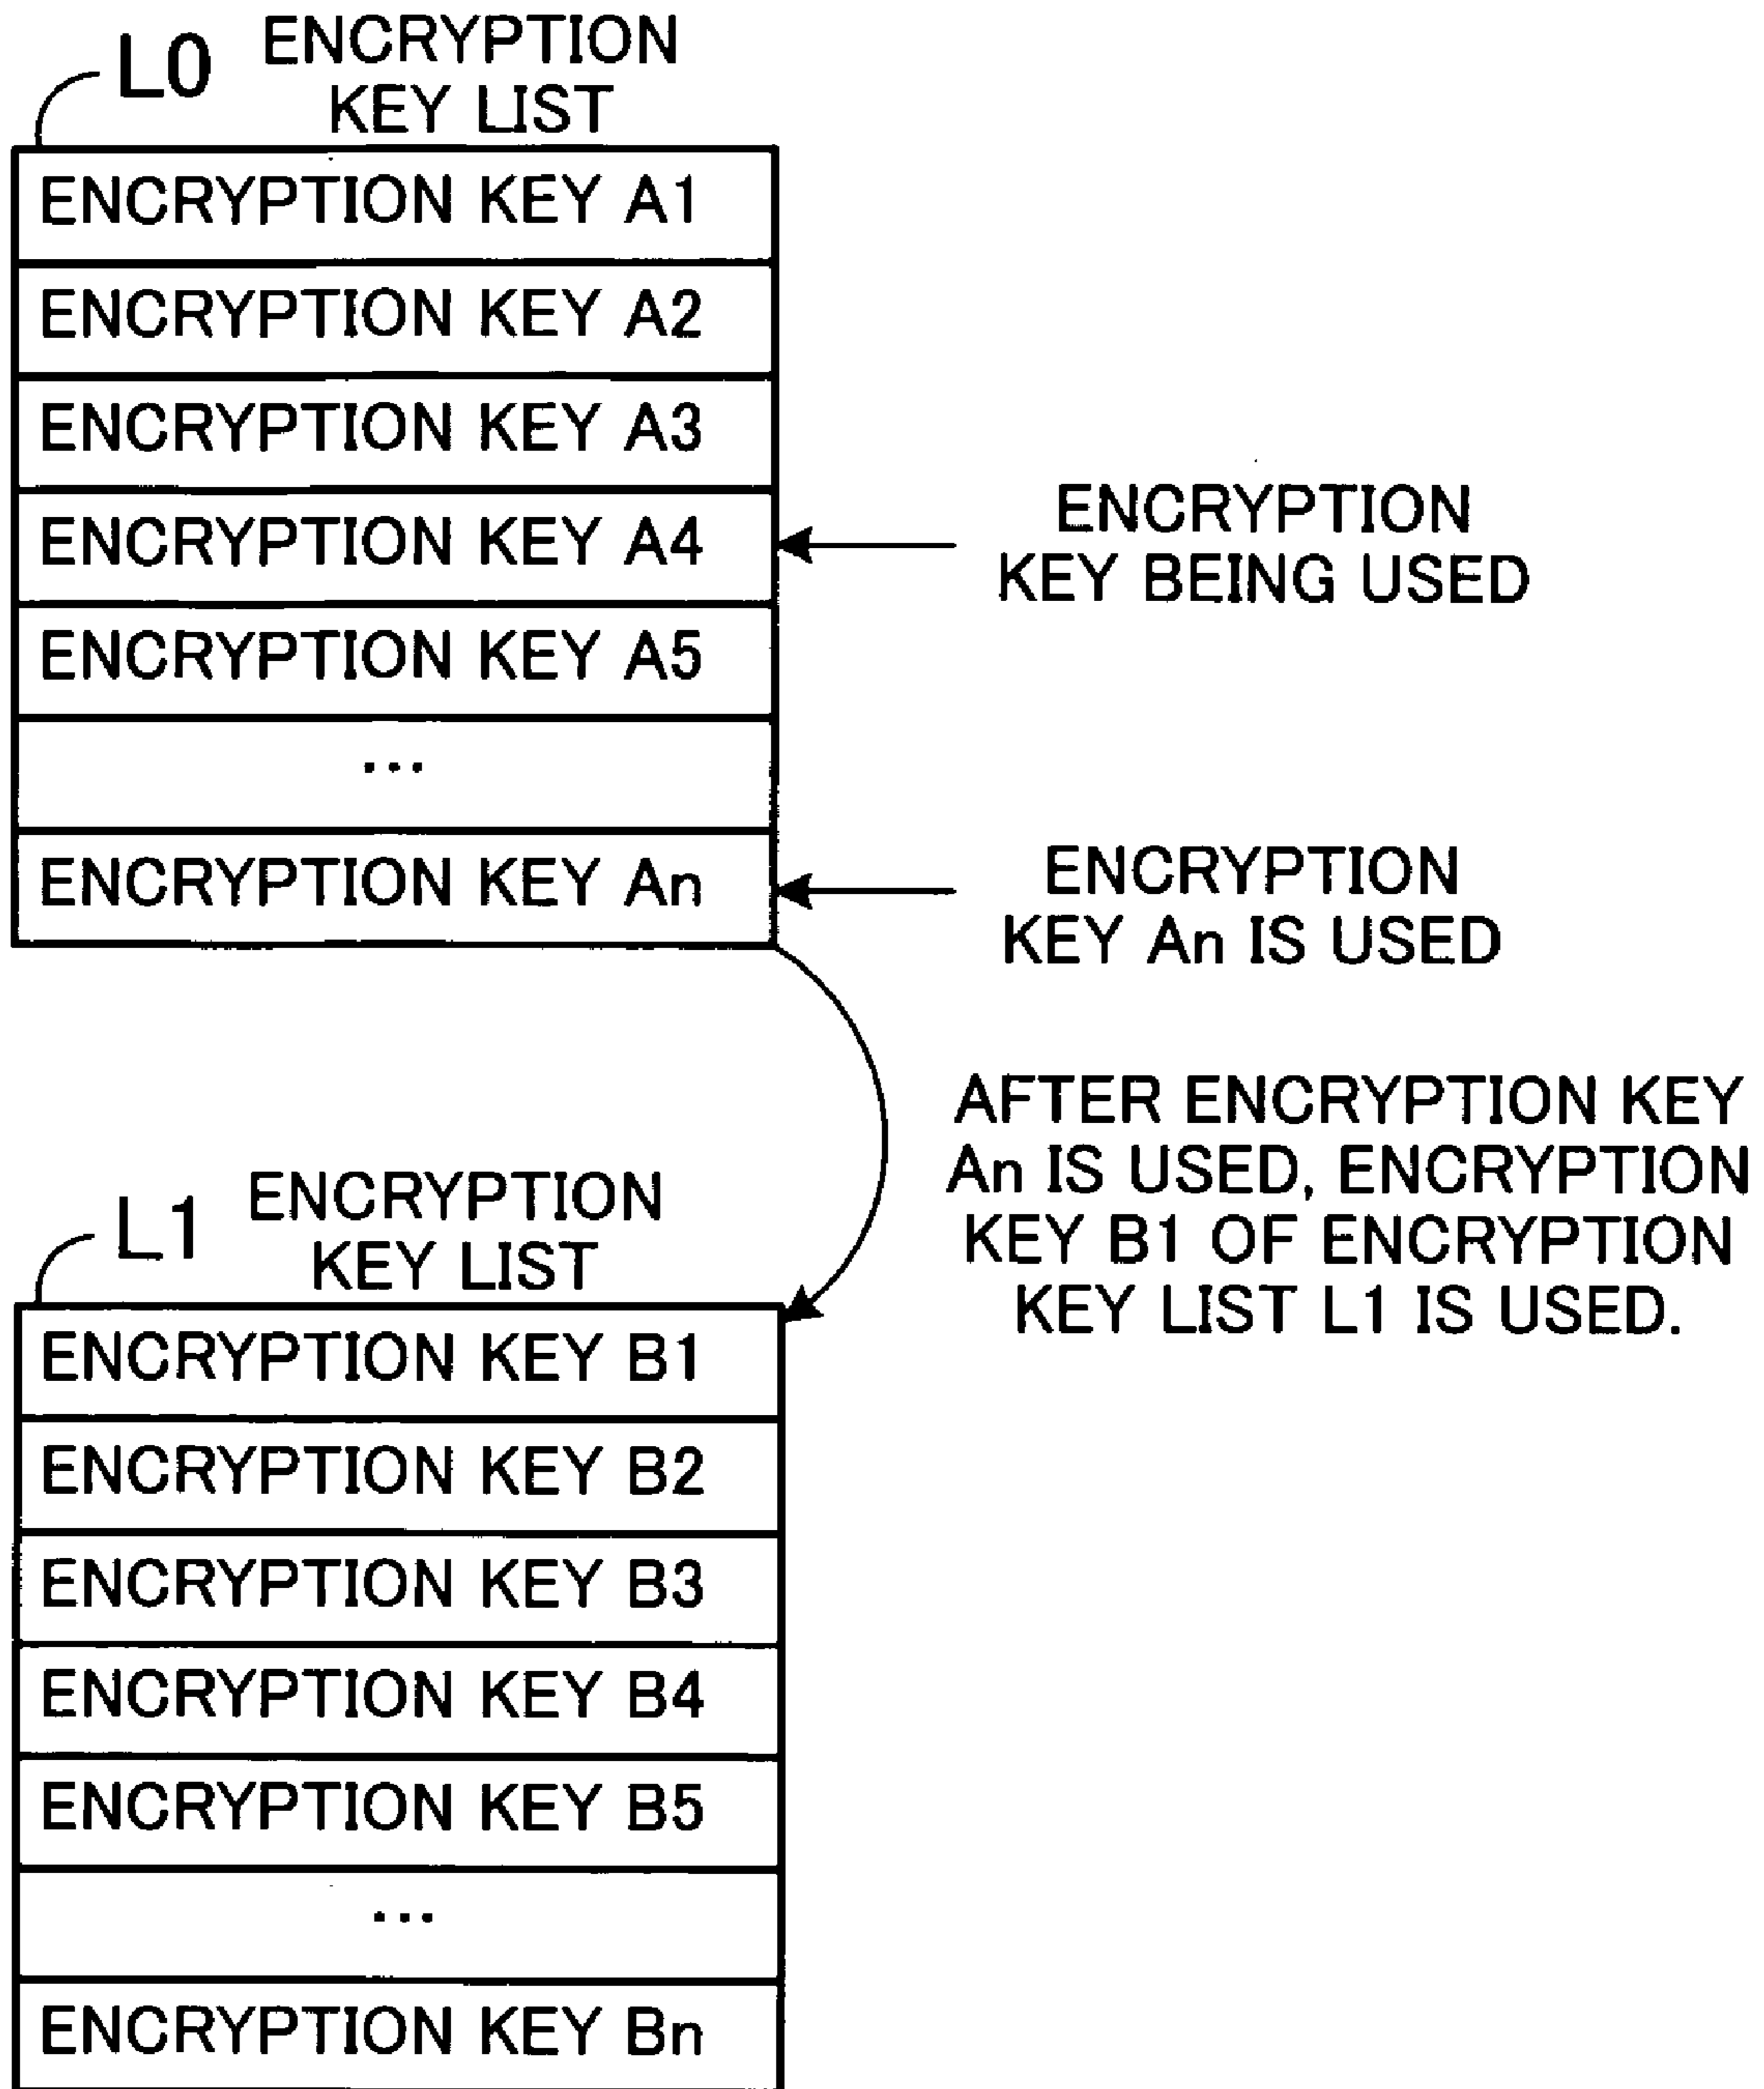 L0 ENCRYPTION
KEY LIST
ENCRYPTION KEY A1
ENCRYPTION KEY A2
ENCRYPTION KEY A3
ENCRYPTION KEY A4
ENCRYPTION
KEY BEING USED
ENCRYPTION KEY A5
...
ENCRYPTION KEY An
ENCRYPTION
KEY An IS USED
AFTER ENCRYPTION KEY
An IS USED, ENCRYPTION
KEY B1 OF ENCRYPTION
KEY LIST L1 IS USED.
L1 ENCRYPTION
KEY LIST
ENCRYPTION KEY B1
ENCRYPTION KEY B2
ENCRYPTION KEY B3
ENCRYPTION KEY B4
ENCRYPTION KEY B5
...
ENCRYPTION KEY Bn